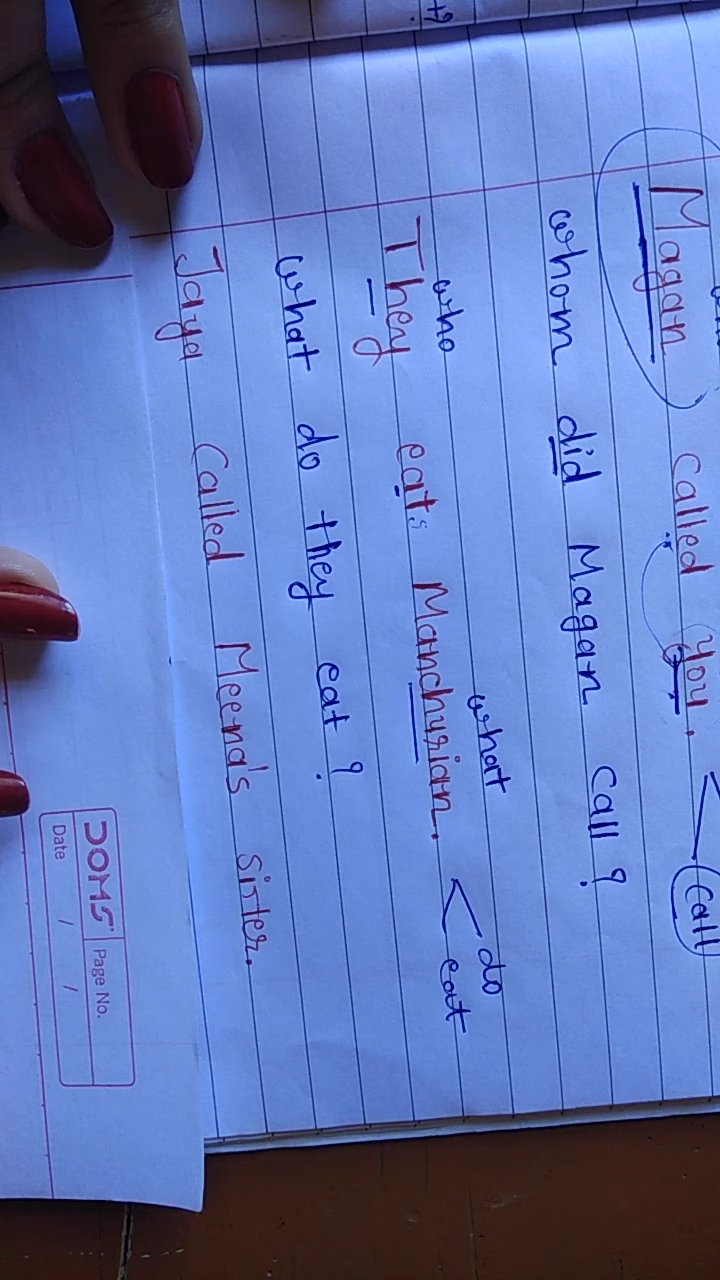 Magan called you. < call
whom did Magan call?
who what
They eats Manchurian. < do eat
what do they eat?
Jaya Called Meena's Sister.
DOMS Page No.
Date / /